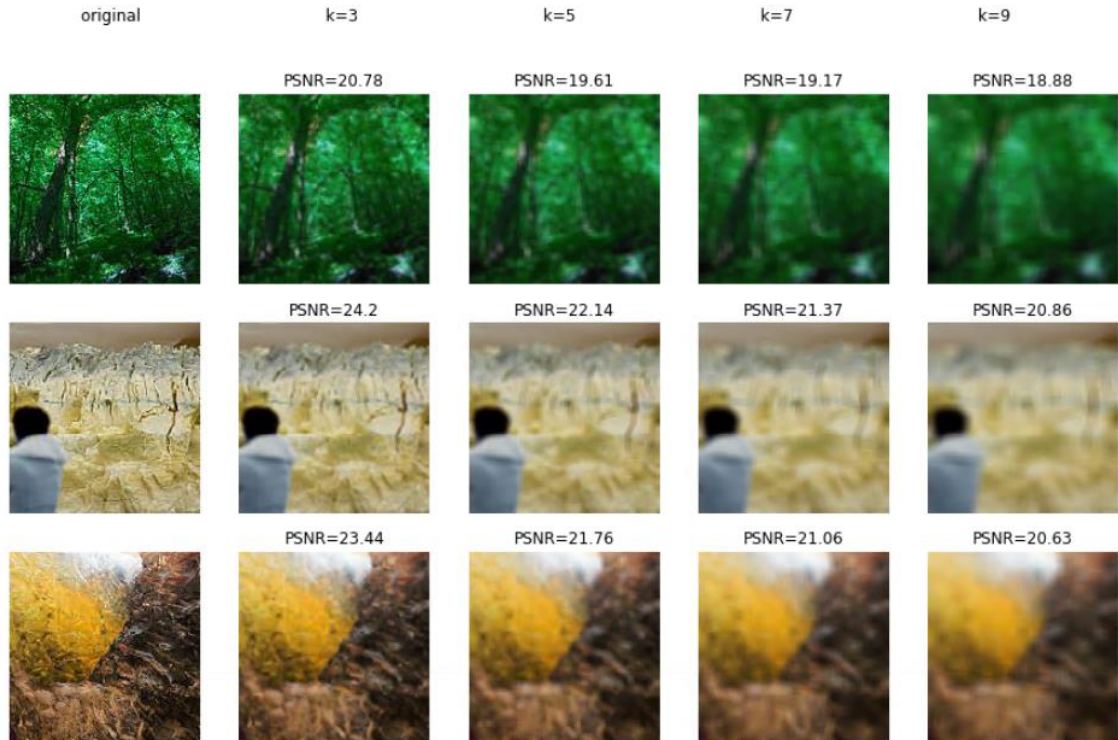 original k=3 k=5 k=7 k=9
PSNR=20.78 PSNR=19.61 PSNR=19.17 PSNR=18.88
PSNR=24.2 PSNR=22.14 PSNR=21.37 PSNR=20.86
PSNR=23.44 PSNR=21.76 PSNR=21.06 PSNR=20.63